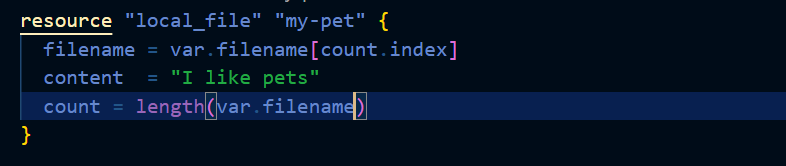 resource "local_file" "my-pet" {
  filename = var.filename[count.index]
  content  = "I like pets"
  count = length(var.filename)
}